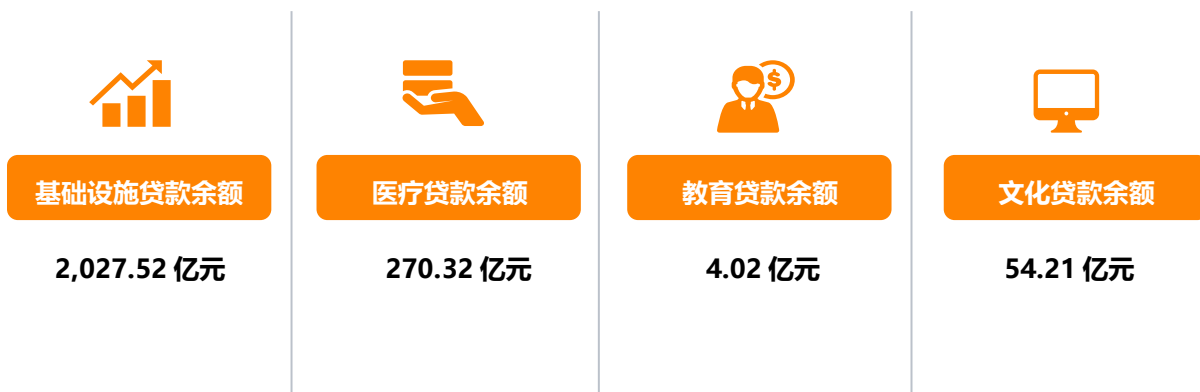 基础设施贷款余额
2,027.52 亿元
医疗贷款余额
270.32 亿元
教育贷款余额
4.02 亿元
文化贷款余额
54.21 亿元